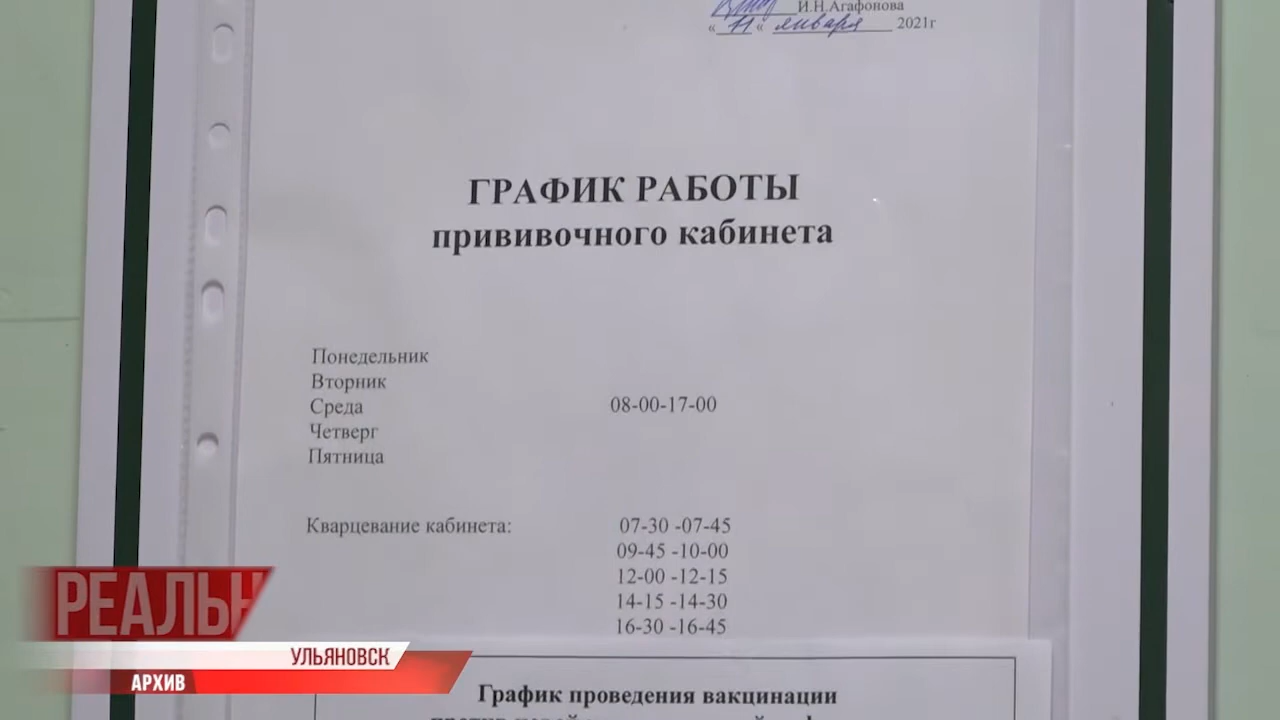 И.Н.Агафонова
« 11 « января 2021г
ГРАФИК РАБОТЫ
прививочного кабинета
Понедельник
Вторник
Среда 08-00-17-00
Четверг
Пятница
Кварцевание кабинета: 07-30 -07-45
09-45 -10-00
12-00 -12-15
14-15 -14-30
16-30 -16-45
РЕАЛЬН
УЛЬЯНОВСК
АРХИВ
График проведения вакцинации